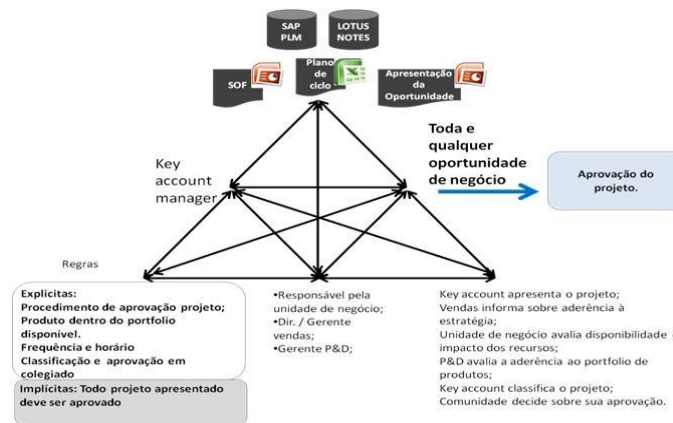 SAP
PLM
LOTUS
NOTES
SOF
Plano
de
ciclo
Apresentação
da
Oportunidade
Key
account
manager
Toda e
qualquer
oportunidade
de negócio
Aprovação do
projeto.
Regras
Explicitas:
Procedimento de aprovação projeto;
Produto dentro do portfolio
disponível.
Frequência e horário
Classificação e aprovação em
colegiado
Implícitas: Todo projeto apresentado
deve ser aprovado
•Responsável pela
unidade de negócio;
•Dir. / Gerente
vendas;
•Gerente P&D;
Key account apresenta o projeto;
Vendas informa sobre aderência à
estratégia;
Unidade de negócio avalia disponibilidade
impacto dos recursos;
P&D avalia a aderência ao portfolio de
produtos;
Key account classifica o projeto;
Comunidade decide sobre sua aprovação.